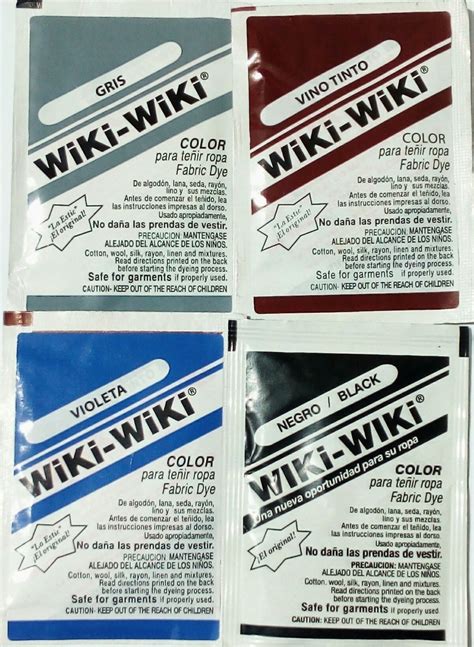 GRIS
WiKi-WiKi®
COLOR
para teñir ropa
Fabric Dye
De algodón, lana, seda, rayón,
lino y sus mezclas.
Antes de comenzar el teñido, lea
las instrucciones impresas al dorso.
Usado apropiadamente,
No daña las prendas de vestir.
"La Estic"
¡El original!
PRECAUCION: MANTENGASE
ALEJADO DEL ALCANCE DE LOS NIÑOS.
Cotton, wool, silk, rayon, linen and mixtures.
Read directions printed on the back
before starting the dyeing process.
Safe for garments if properly used.
CAUTION- KEEP OUT OF THE REACH OF CHILDREN
VINO TINTO
WiKi-WiKi®
COLOR
para teñir ropa
Fabric Dye
De algodón, lana, seda, rayón,
lino y sus mezclas.
Antes de comenzar el teñido, lea
las instrucciones impresas al dorso.
Usado apropiadamente,
No daña las prendas de vestir.
"La Estic"
¡El original!
PRECAUCION: MANTENGASE
ALEJADO DEL ALCANCE DE LOS NIÑOS.
Cotton, wool, silk, rayon, linen and mixtures.
Read directions printed on the back
before starting the dyeing process.
Safe for garments if properly used.
CAUTION- KEEP OUT OF THE REACH OF CHILDREN
VIOLETA
WiKi-WiKi®
COLOR
para teñir ropa
Fabric Dye
De algodón, lana, seda, rayón,
lino y sus mezclas.
Antes de comenzar el teñido, lea
las instrucciones impresas al dorso.
Usado apropiadamente,
No daña las prendas de vestir.
"La Estic"
¡El original!
PRECAUCION: MANTENGASE
ALEJADO DEL ALCANCE DE LOS NIÑOS.
Cotton, wool, silk, rayon, linen and mixtures.
Read directions printed on the back
before starting the dyeing process.
Safe for garments if properly used.
CAUTION- KEEP OUT OF THE REACH OF CHILDREN
NEGRO / BLACK
WIKi-WIKi®
Una nueva oportunidad para su ropa
COLOR
para teñir ropa
Fabric Dye
De algodón, lana, seda, rayón,
lino y sus mezclas.
Antes de comenzar el teñido, lea
las instrucciones impresas al dorso.
Usado apropiadamente,
No daña las prendas de vestir.
¡El original!
PRECAUCION: MANTENGASE
ALEJADO DEL ALCANCE DE LOS NIÑOS.
Cotton, wool, silk, rayon, linen and mixtures.
Read directions printed on the back
before starting the dyeing process.
Safe for garments if properly used.
CAUTION: KEEP OUT OF THE REACH OF CHILDREN